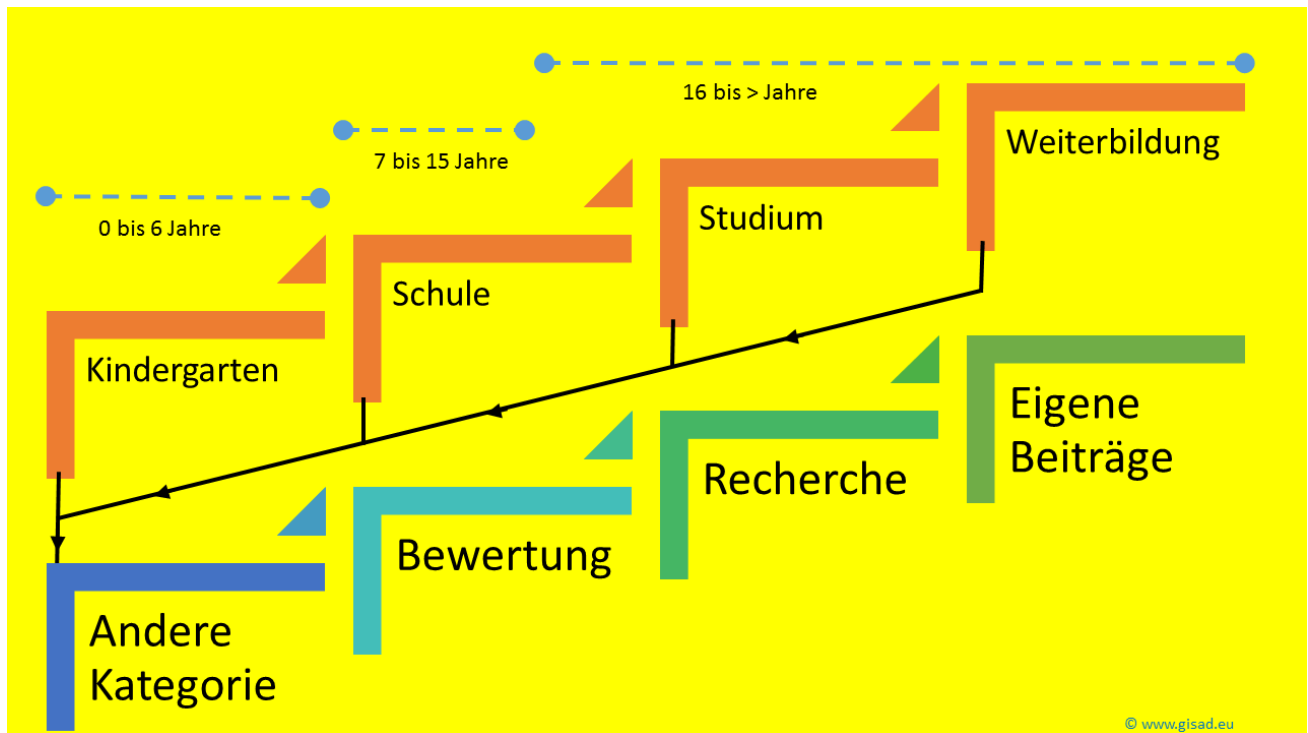 16 bis > Jahre
7 bis 15 Jahre
0 bis 6 Jahre
Weiterbildung
Studium
Schule
Kindergarten
Eigene
Beiträge
Recherche
Bewertung
Andere
Kategorie
© www.gisad.eu